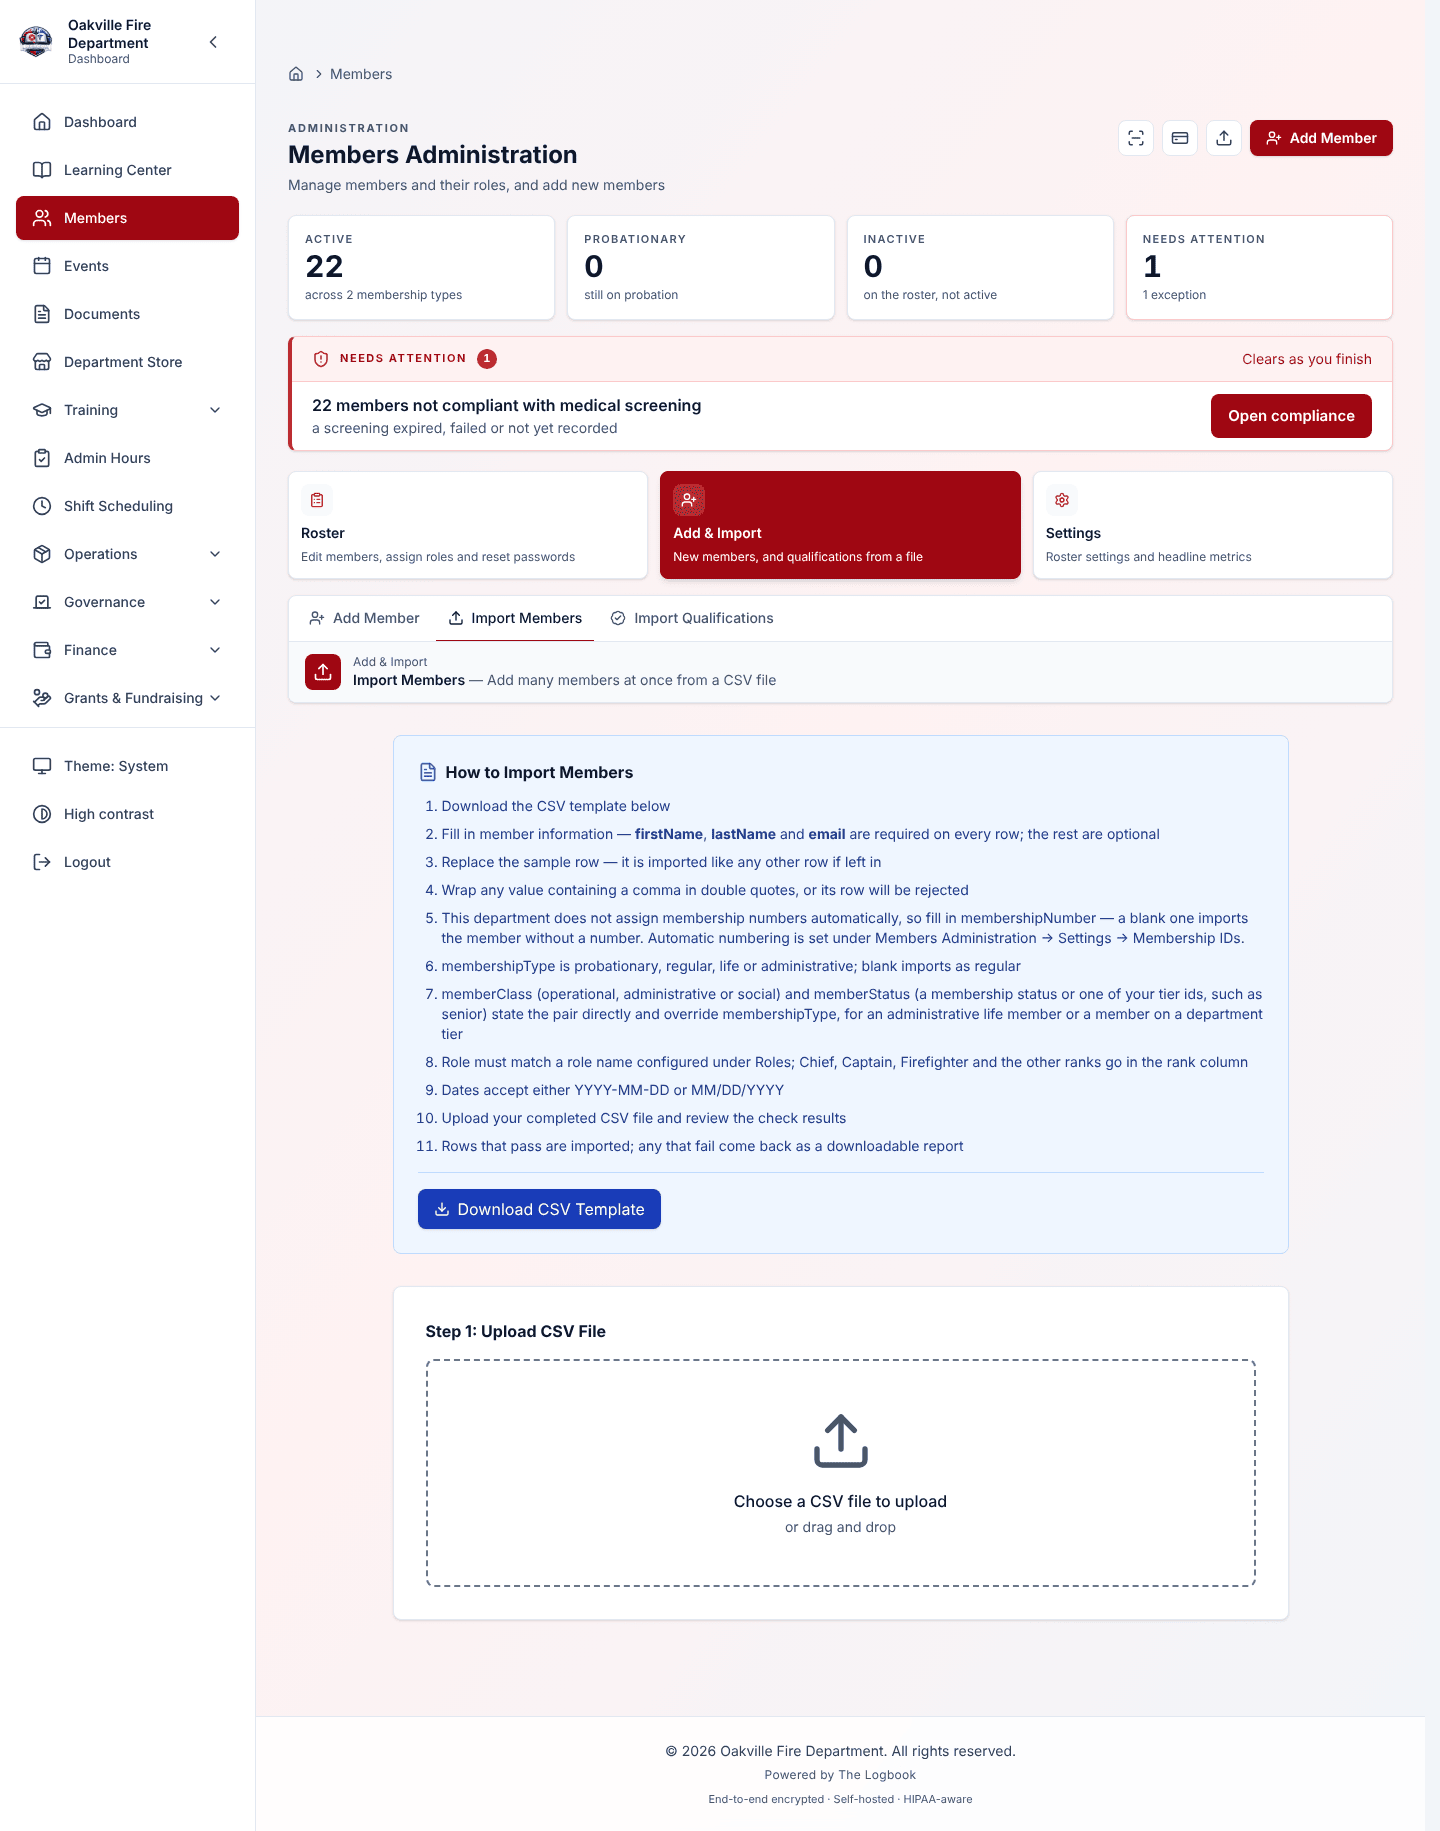 Oakville Fire
Department
Dashboard
Dashboard
Learning Center
Members
Events
Documents
Department Store
Training
Admin Hours
Shift Scheduling
Operations
Governance
Finance
Grants & Fundraising
Theme: System
High contrast
Logout
Members
ADMINISTRATION
Members Administration
Manage members and their roles, and add new members
Add Member
ACTIVE
22
across 2 membership types
PROBATIONARY
0
still on probation
INACTIVE
0
on the roster, not active
NEEDS ATTENTION
1
1 exception
NEEDS ATTENTION 1
Clears as you finish
22 members not compliant with medical screening
a screening expired, failed or not yet recorded
Open compliance
Roster
Edit members, assign roles and reset passwords
Add & Import
New members, and qualifications from a file
Settings
Roster settings and headline metrics
Add Member
Import Members
Import Qualifications
Add & Import
Import Members — Add many members at once from a CSV file
How to Import Members
1. Download the CSV template below
2. Fill in member information — firstName, lastName and email are required on every row; the rest are optional
3. Replace the sample row — it is imported like any other row if left in
4. Wrap any value containing a comma in double quotes, or its row will be rejected
5. This department does not assign membership numbers automatically, so fill in membershipNumber — a blank one imports
the member without a number. Automatic numbering is set under Members Administration → Settings → Membership IDs.
6. membershipType is probationary, regular, life or administrative; blank imports as regular
7. memberClass (operational, administrative or social) and memberStatus (a membership status or one of your tier ids, such as
senior) state the pair directly and override membershipType, for an administrative life member or a member on a department
tier
8. Role must match a role name configured under Roles; Chief, Captain, Firefighter and the other ranks go in the rank column
9. Dates accept either YYYY-MM-DD or MM/DD/YYYY
10. Upload your completed CSV file and review the check results
11. Rows that pass are imported; any that fail come back as a downloadable report
Download CSV Template
Step 1: Upload CSV File
Choose a CSV file to upload
or drag and drop
© 2026 Oakville Fire Department. All rights reserved.
Powered by The Logbook
End-to-end encrypted · Self-hosted · HIPAA-aware